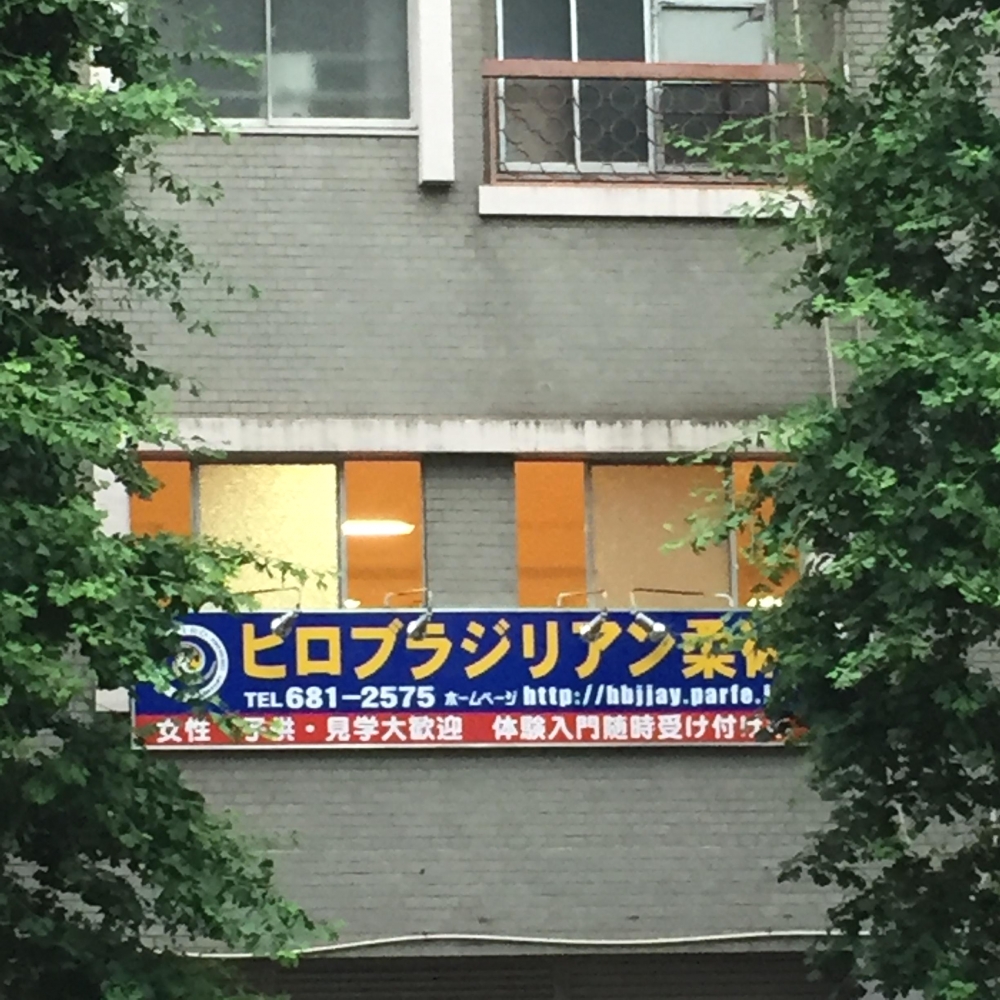 ヒロブラジリアン柔術
TEL 681-2575 ホームページ http://hbjjay.parfe.
女性 子供・見学大歓迎 体験入門随時受け付け